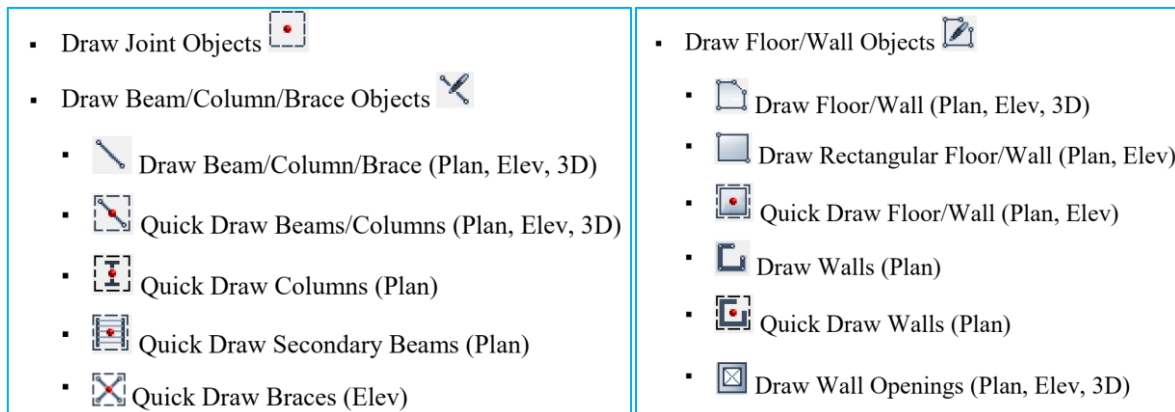 Draw Joint Objects
Draw Beam/Column/Brace Objects
Draw Beam/Column/Brace (Plan, Elev, 3D)
Quick Draw Beams/Columns (Plan, Elev, 3D)
Quick Draw Columns (Plan)
Quick Draw Secondary Beams (Plan)
Quick Draw Braces (Elev)
Draw Floor/Wall Objects
Draw Floor/Wall (Plan, Elev, 3D)
Draw Rectangular Floor/Wall (Plan, Elev)
Quick Draw Floor/Wall (Plan, Elev)
Draw Walls (Plan)
Quick Draw Walls (Plan)
Draw Wall Openings (Plan, Elev, 3D)